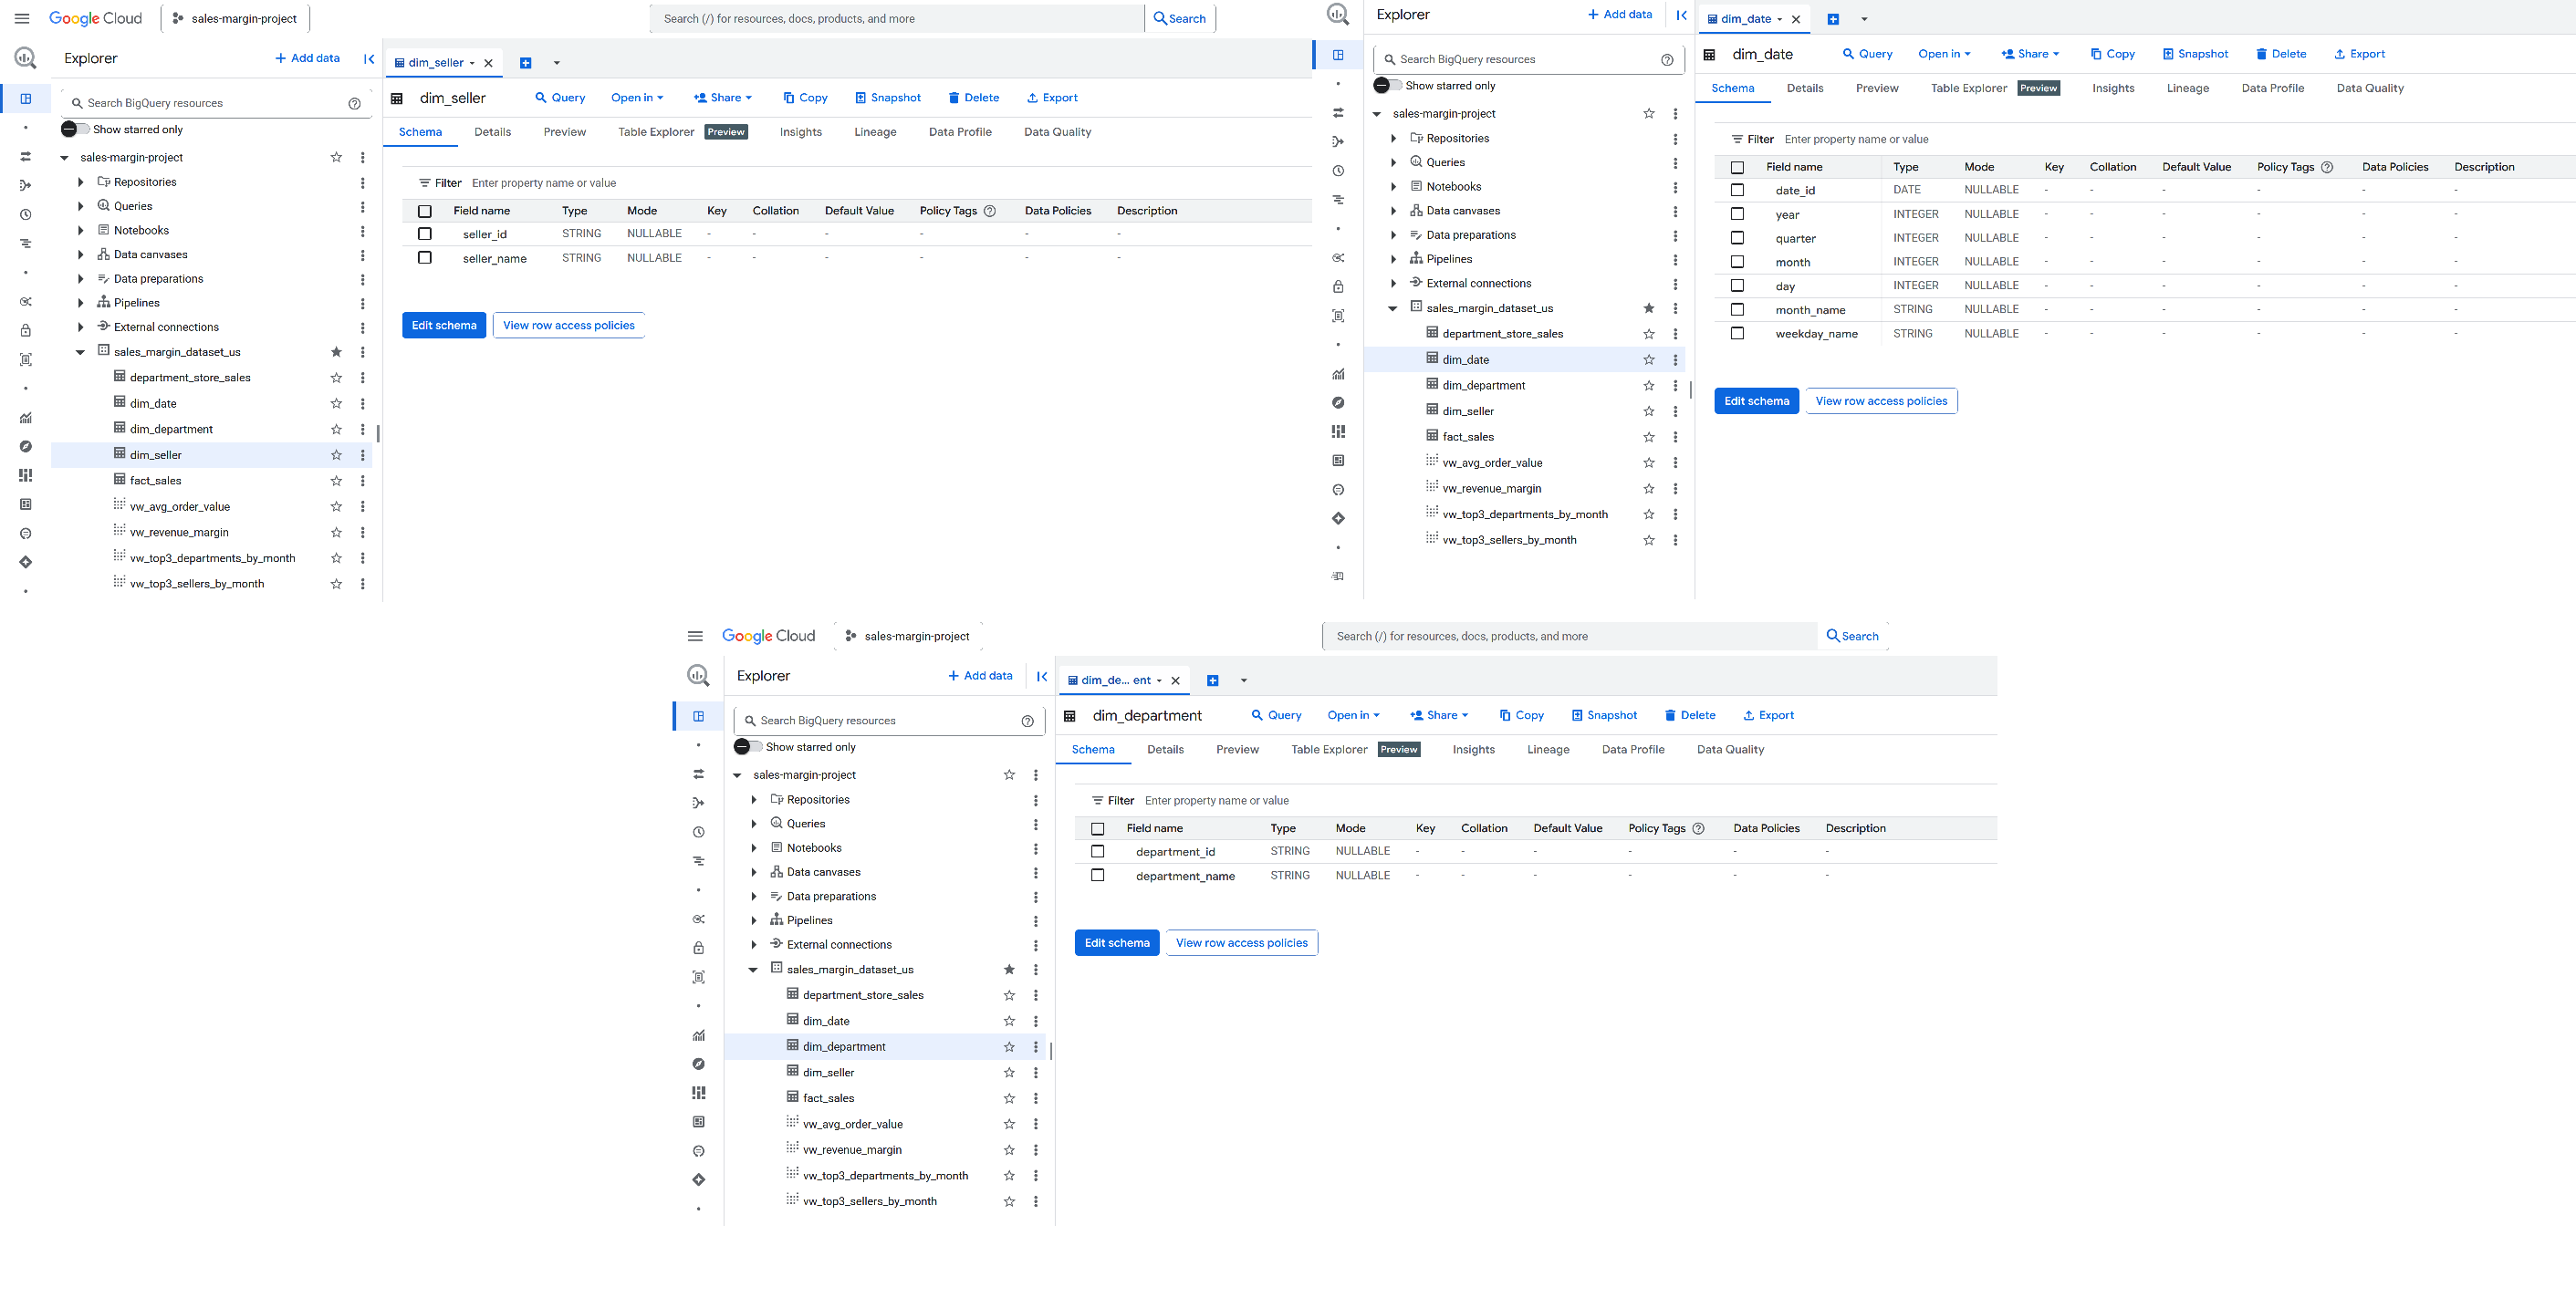 Google Cloud
sales-margin-project
Search (/) for resources, docs, products, and more
Search
Explorer
+ Add data
dim_seller
Search BigQuery resources
Show starred only
sales-margin-project
Repositories
Queries
Notebooks
Data canvases
Data preparations
Pipelines
External connections
sales_margin_dataset_us
department_store_sales
dim_date
dim_department
dim_seller
fact_sales
vw_avg_order_value
vw_revenue_margin
vw_top3_departments_by_month
vw_top3_sellers_by_month
dim_seller Query Open in Share Copy Snapshot Delete Export
Schema Details Preview Table Explorer Preview Insights Lineage Data Profile Data Quality
Filter Enter property name or value
Field name Type Mode Key Collation Default Value Policy Tags Data Policies Description
seller_id STRING NULLABLE - - - - - -
seller_name STRING NULLABLE - - - - - -
Edit schema View row access policies
Explorer
+ Add data
dim_date
Search BigQuery resources
Show starred only
sales-margin-project
Repositories
Queries
Notebooks
Data canvases
Data preparations
Pipelines
External connections
sales_margin_dataset_us
department_store_sales
dim_date
dim_department
dim_seller
fact_sales
vw_avg_order_value
vw_revenue_margin
vw_top3_departments_by_month
vw_top3_sellers_by_month
dim_date Query Open in Share Copy Snapshot Delete Export
Schema Details Preview Table Explorer Preview Insights Lineage Data Profile Data Quality
Filter Enter property name or value
Field name Type Mode Key Collation Default Value Policy Tags Data Policies Description
date_id DATE NULLABLE - - - - - -
year INTEGER NULLABLE - - - - - -
quarter INTEGER NULLABLE - - - - - -
month INTEGER NULLABLE - - - - - -
day INTEGER NULLABLE - - - - - -
month_name STRING NULLABLE - - - - - -
weekday_name STRING NULLABLE - - - - - -
Edit schema View row access policies
Google Cloud
sales-margin-project
Search (/) for resources, docs, products, and more
Search
Explorer
+ Add data
dim_de... ent
Search BigQuery resources
Show starred only
sales-margin-project
Repositories
Queries
Notebooks
Data canvases
Data preparations
Pipelines
External connections
sales_margin_dataset_us
department_store_sales
dim_date
dim_department
dim_seller
fact_sales
vw_avg_order_value
vw_revenue_margin
vw_top3_departments_by_month
vw_top3_sellers_by_month
dim_department Query Open in Share Copy Snapshot Delete Export
Schema Details Preview Table Explorer Preview Insights Lineage Data Profile Data Quality
Filter Enter property name or value
Field name Type Mode Key Collation Default Value Policy Tags Data Policies Description
department_id STRING NULLABLE - - - - - -
department_name STRING NULLABLE - - - - - -
Edit schema View row access policies